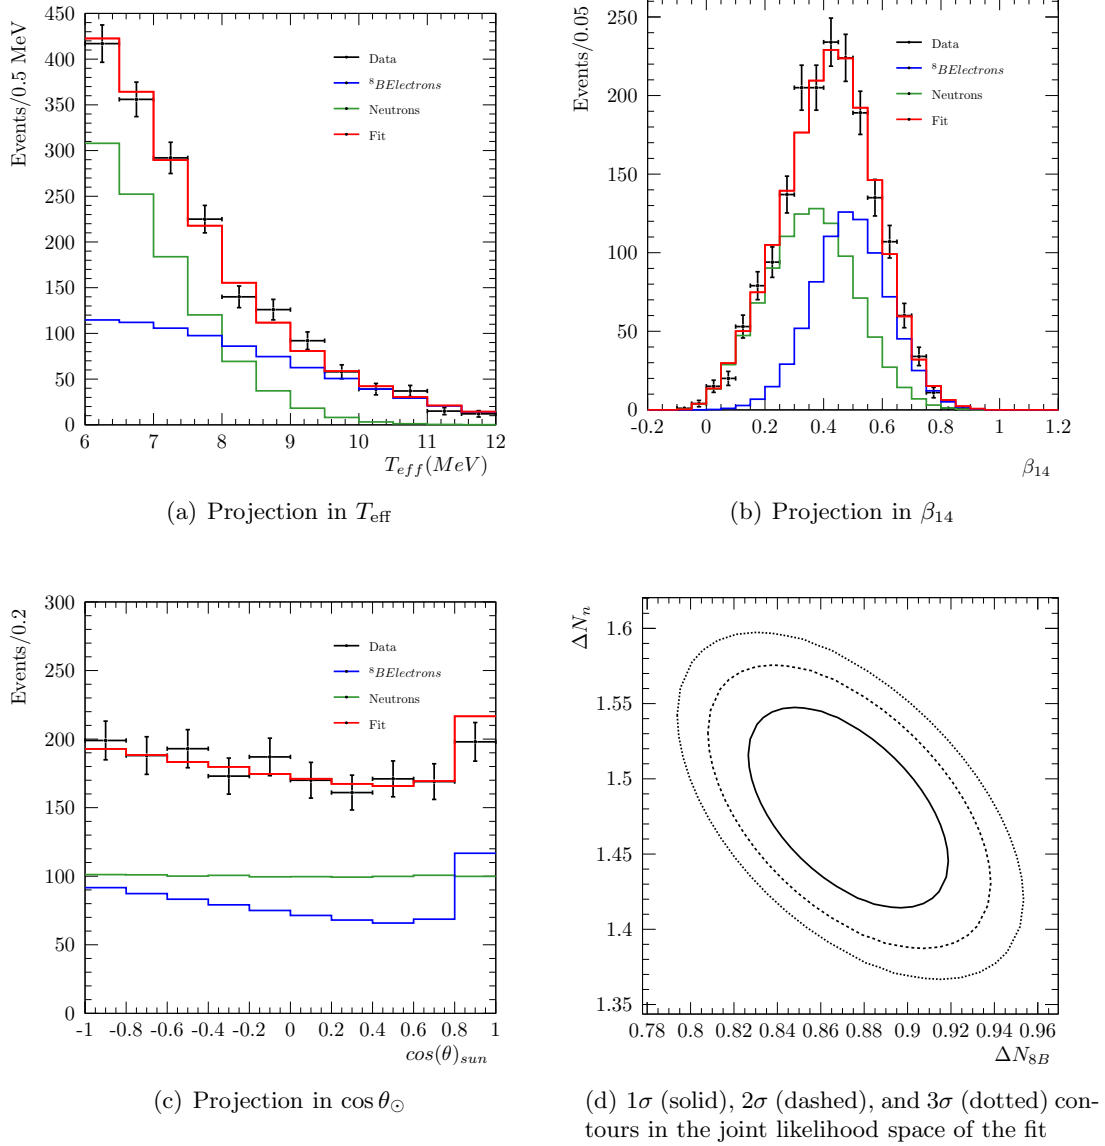 Events/0.5 MeV
450
400
350
300
250
200
150
100
50
0
6 7 8 9 10 11 12
T_eff(MeV)
Data
⁸BElectrons
Neutrons
Fit
(a) Projection in T_eff
Events/0.05
250
200
150
100
50
0
-0.2 0 0.2 0.4 0.6 0.8 1 1.2
β₁₄
Data
⁸BElectrons
Neutrons
Fit
(b) Projection in β₁₄
Events/0.2
300
250
200
150
100
50
0
-1 -0.8 -0.6 -0.4 -0.2 0 0.2 0.4 0.6 0.8 1
cos(θ)_sun
Data
⁸BElectrons
Neutrons
Fit
(c) Projection in cos θ_⊙
ΔN_n
1.6
1.55
1.5
1.45
1.4
1.35
0.78 0.8 0.82 0.84 0.86 0.88 0.9 0.92 0.94 0.96
ΔN_8B
(d) 1σ (solid), 2σ (dashed), and 3σ (dotted) con-
tours in the joint likelihood space of the fit